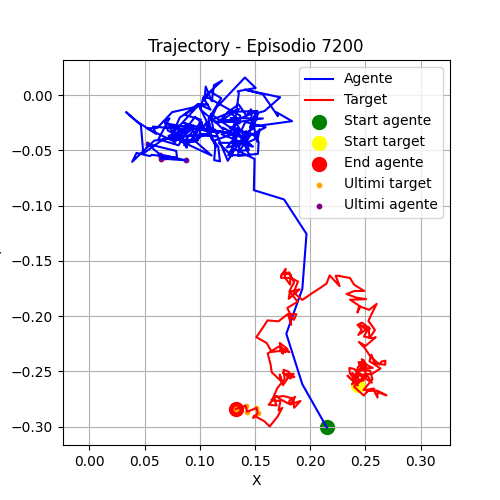 Trajectory - Episodio 7200
Agente
Target
Start agente
Start target
End agente
Ultimi target
Ultimi agente
0.00
−0.05
−0.10
−0.15
−0.20
−0.25
−0.30
0.00 0.05 0.10 0.15 0.20 0.25 0.30
X